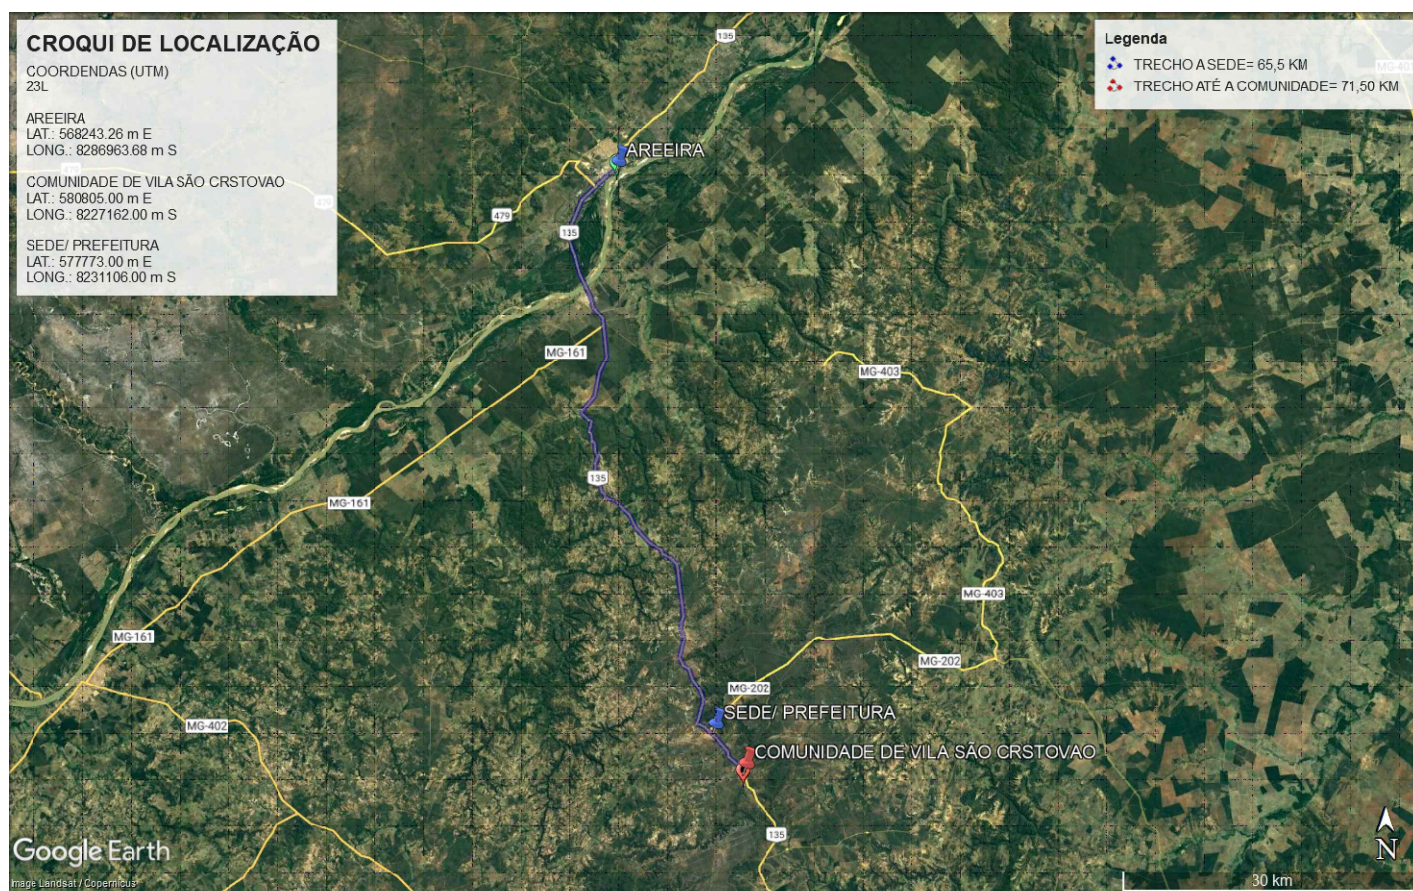 CROQUI DE LOCALIZAÇÃO
COORDENDAS (UTM)
23L
AREEIRA
LAT.: 568243.26 m E
LONG.: 8286963.68 m S
COMUNIDADE DE VILA SÃO CRSTOVAO
LAT.: 580805.00 m E
LONG.: 8227162.00 m S
SEDE/ PREFEITURA
LAT.: 577773.00 m E
LONG.: 8231106.00 m S
Legenda
TRECHO A SEDE= 65,5 KM
TRECHO ATÉ A COMUNIDADE= 71,50 KM
135
MG-401
AREEIRA
479
479
479
135
MG-161
MG-403
135
MG-161
MG-403
MG-161
MG-202
MG-202
SEDE/ PREFEITURA
MG-402
COMUNIDADE DE VILA SÃO CRSTOVAO
135
Google Earth
N
Image Landsat / Copernicus
30 km